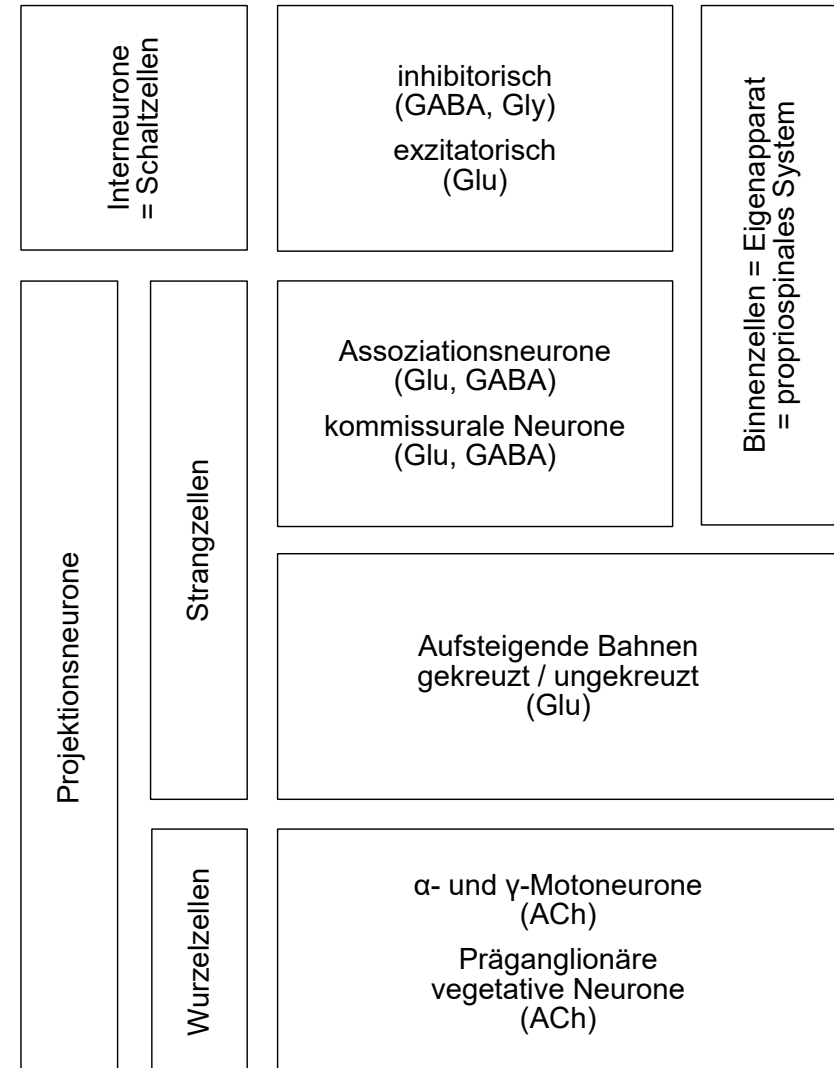 Interneurone
= Schaltzellen
inhibitorisch
(GABA, Gly)
exzitatorisch
(Glu)
Binnenzellen = Eigenapparat
= propriospinales System
Projektionsneurone
Strangzellen
Assoziationsneurone
(Glu, GABA)
kommissurale Neurone
(Glu, GABA)
Aufsteigende Bahnen
gekreuzt / ungekreuzt
(Glu)
Wurzelzellen
α- und γ-Motoneurone
(ACh)
Präganglionäre
vegetative Neurone
(ACh)